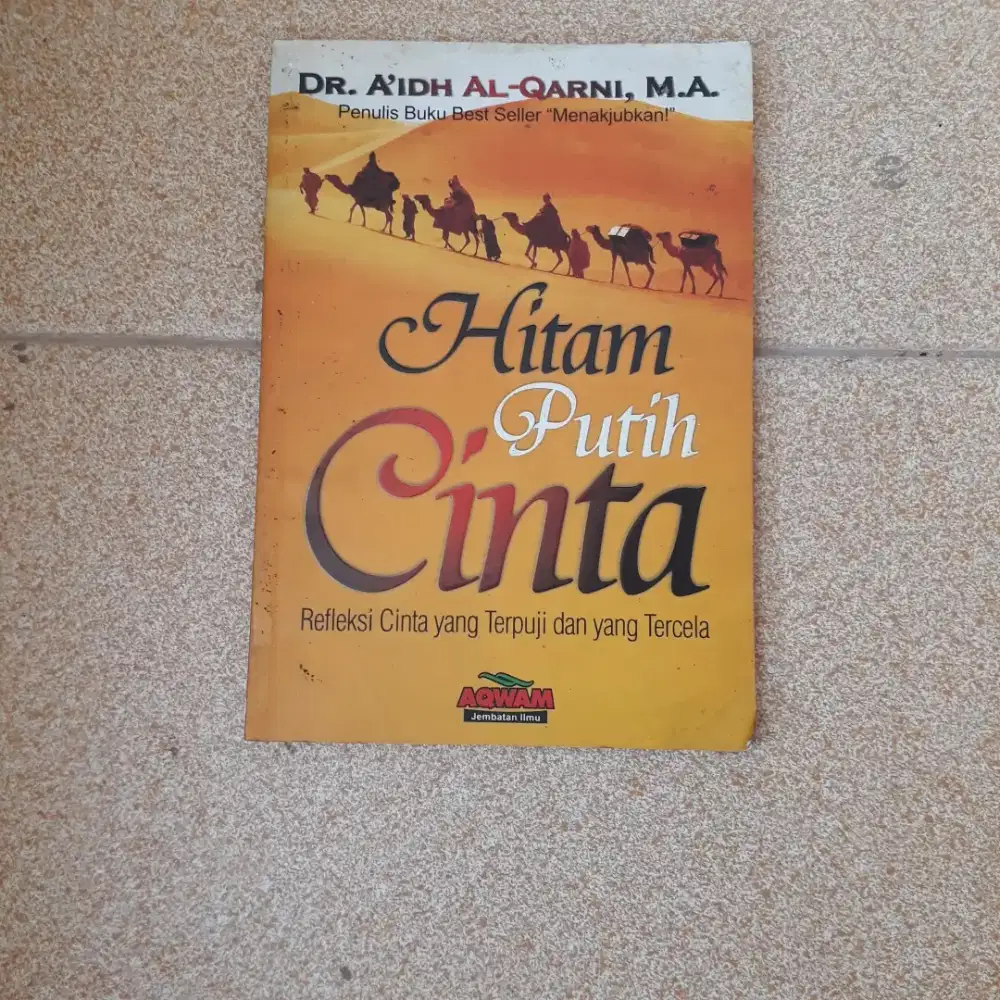 DR. A'IDH AL-QARNI, M.A.
Penulis Buku Best Seller "Menakjubkan!"
Hitam
Putih
Cinta
Refleksi Cinta yang Terpuji dan yang Tercela
AQWAM
Jembatan Ilmu